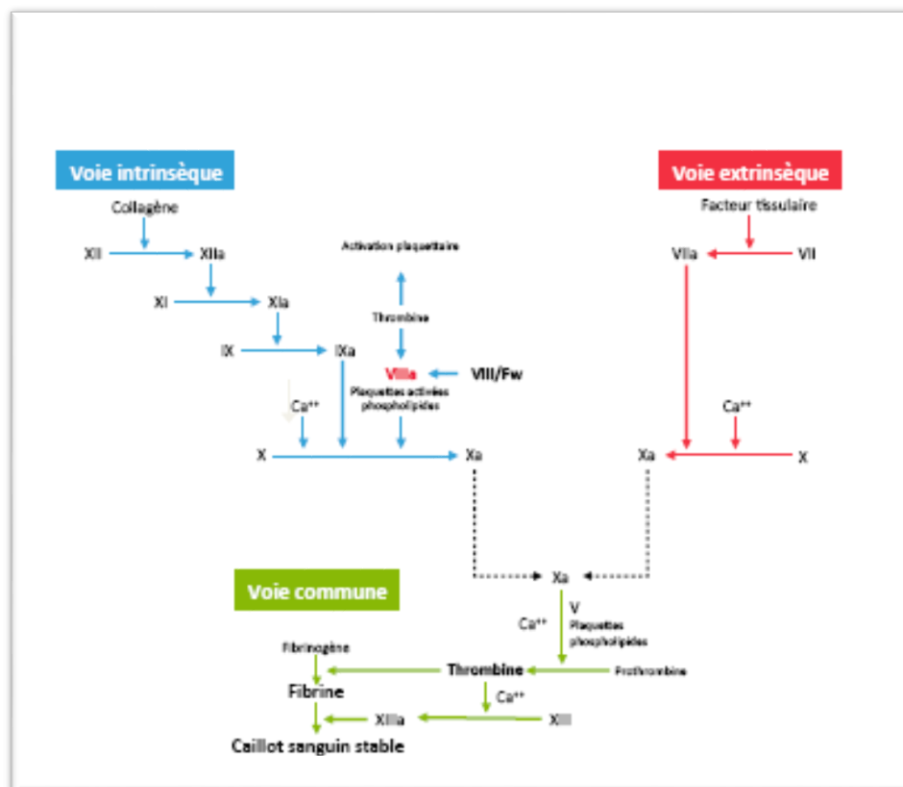 Voie intrinsèque
Collagène
XII
XIIa
XI
XIa
IX
IXa
Activation plaquettaire
Thrombine
VIIIa
VIII/Fw
Plaquettes activées
phospholipides
Ca⁺⁺
X
Xa
Voie extrinsèque
Facteur tissulaire
VIIa
VII
Ca⁺⁺
Xa
X
Voie commune
Xa
Ca⁺⁺
V
Plaquettes
phospholipides
Fibrinogène
Thrombine
Prothrombine
Fibrine
Ca⁺⁺
XIIIa
XIII
Caillot sanguin stable